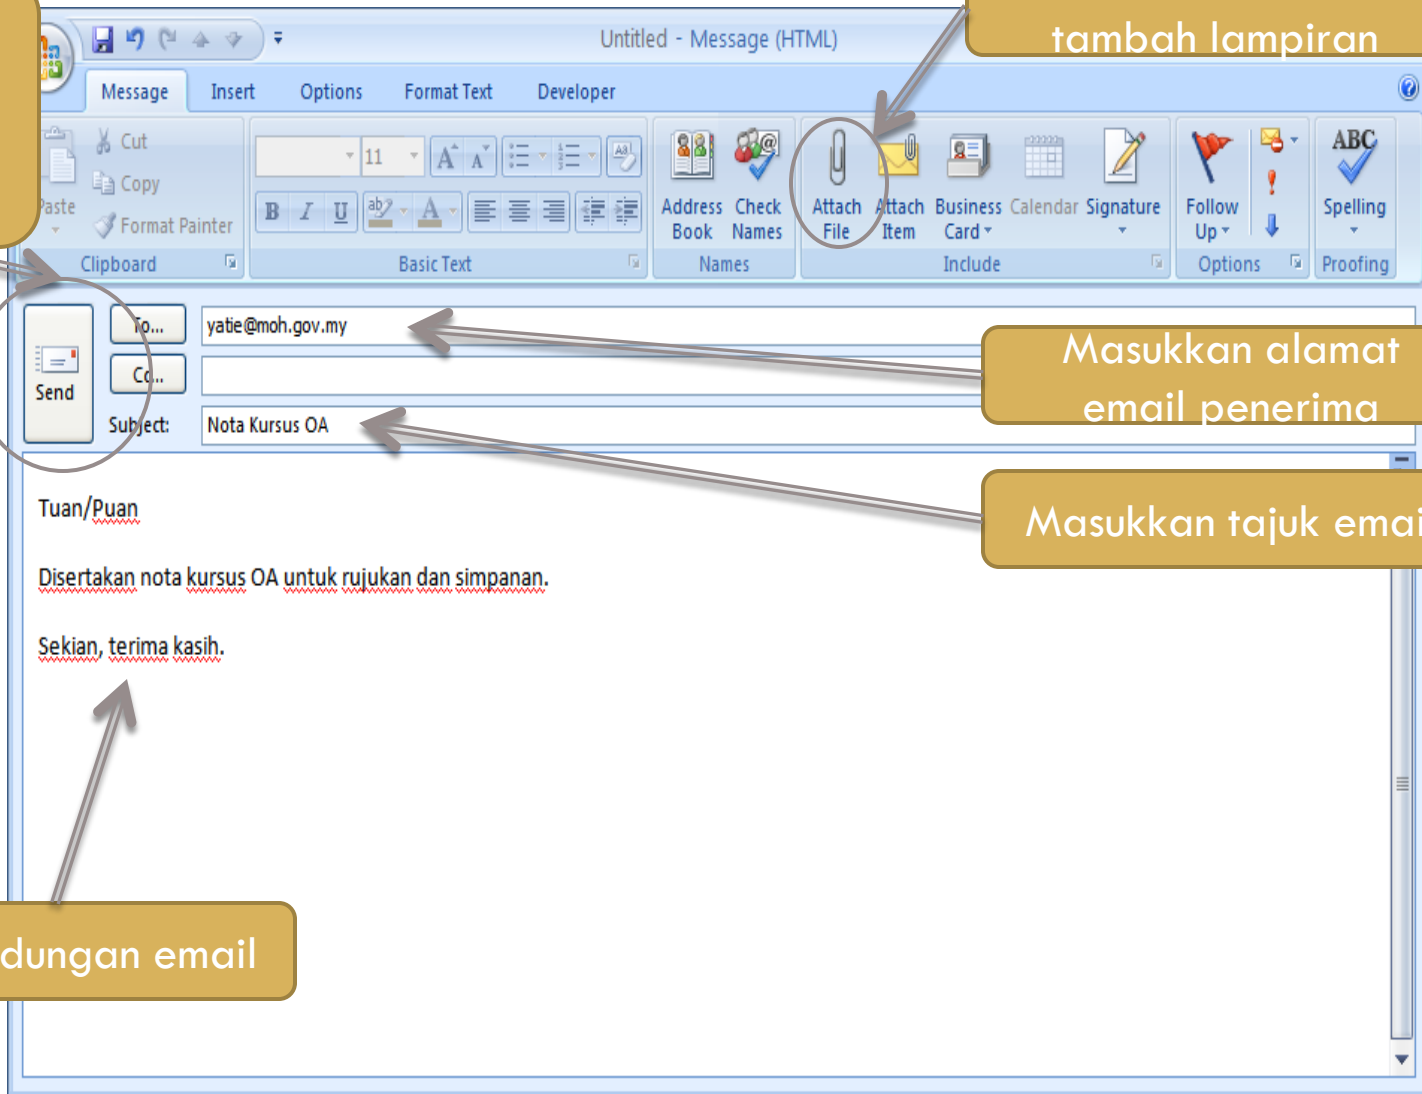 tambah lampiran
Untitled - Message (HTML)
Message Insert Options Format Text Developer
Cut
Copy
Format Painter
Clipboard
11
B I U
Basic Text
Address Book
Check Names
Names
Attach File
Attach Item
Business Card
Calendar
Signature
Include
Follow Up
Options
ABC
Spelling
Proofing
Send
To...
yatie@moh.gov.my
Cc...
Subject:
Nota Kursus OA
Masukkan alamat
email penerima
Masukkan tajuk emai
Tuan/Puan
Disertakan nota kursus OA untuk rujukan dan simpanan.
Sekian, terima kasih.
dungan email